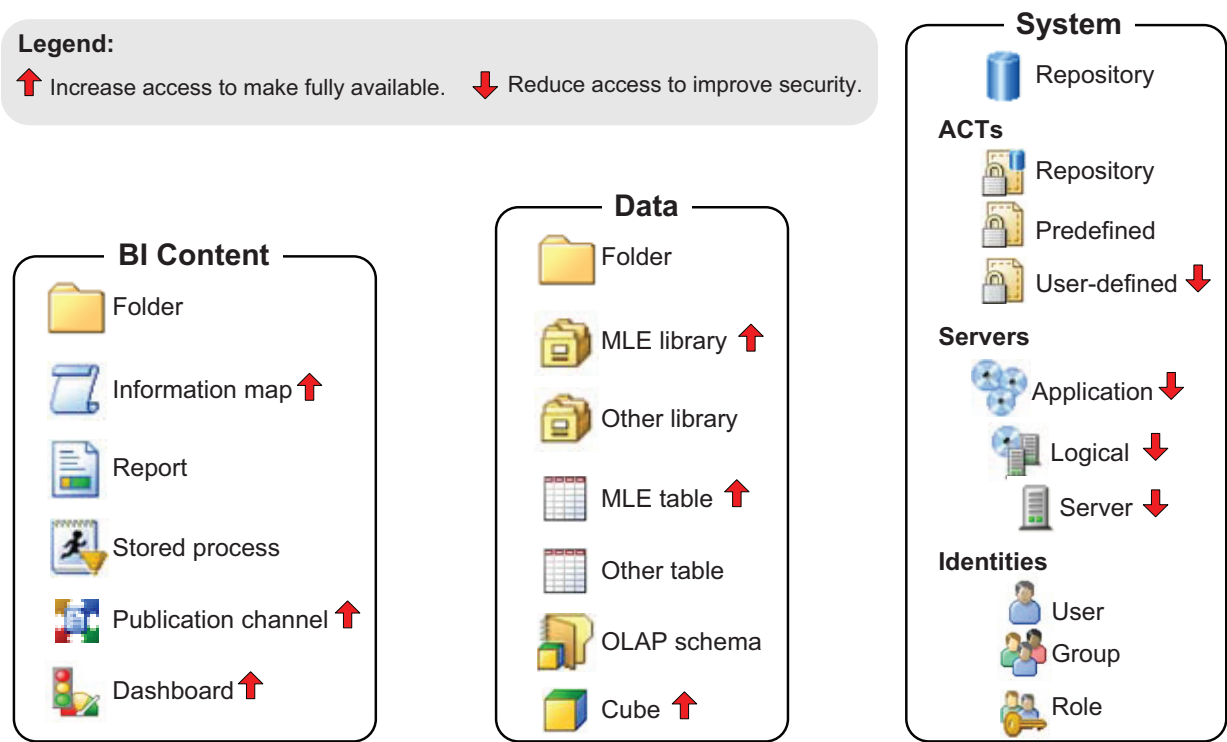 Legend:
Increase access to make fully available. Reduce access to improve security.
BI Content
Folder
Information map
Report
Stored process
Publication channel
Dashboard
Data
Folder
MLE library
Other library
MLE table
Other table
OLAP schema
Cube
System
Repository
ACTs
Repository
Predefined
User-defined
Servers
Application
Logical
Server
Identities
User
Group
Role